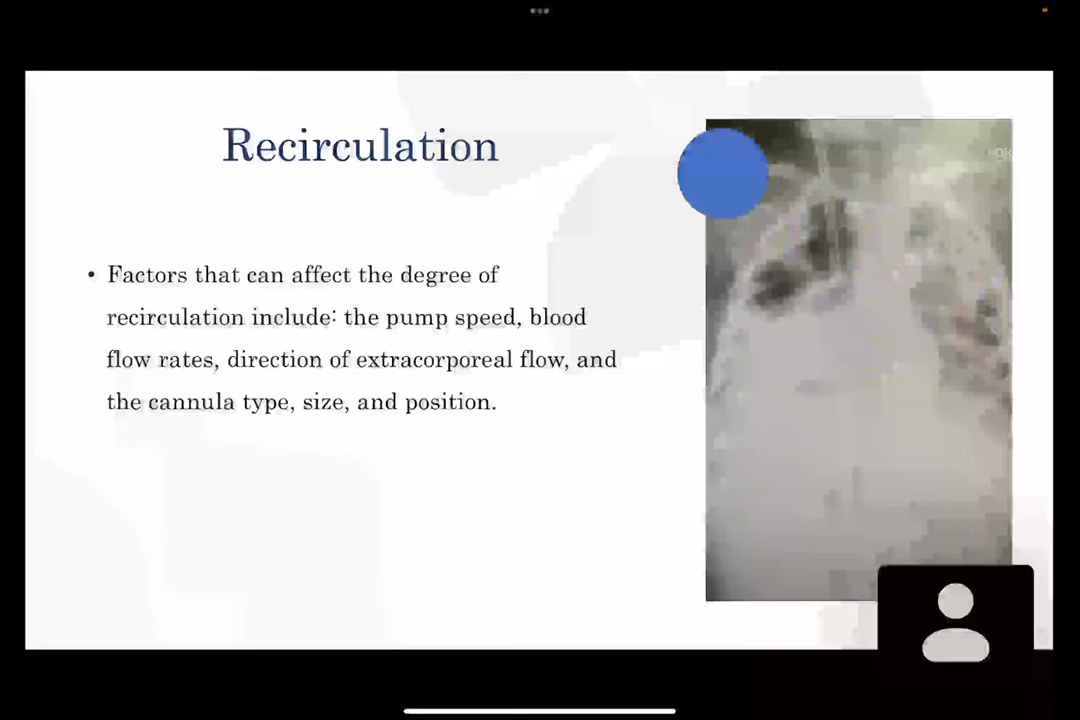 Recirculation
• Factors that can affect the degree of
recirculation include: the pump speed, blood
flow rates, direction of extracorporeal flow, and
the cannula type, size, and position.